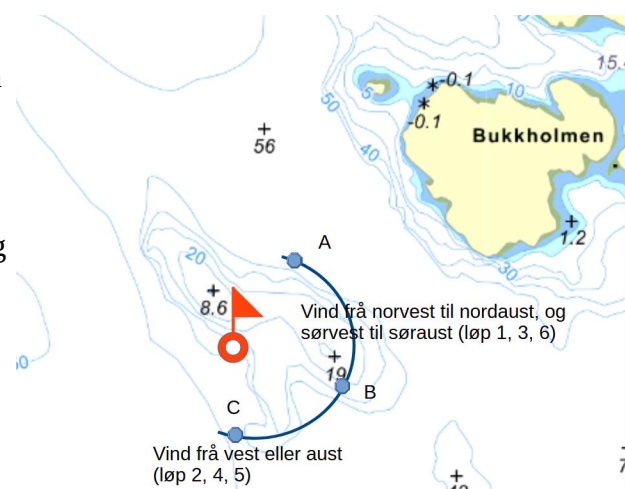 15.
-0.1
10
5
-0.1
50
Bukkholmen
56
40
g
1.2
A
20
30
8.6
Vind frå norvest til nordaust, og
sørvest til søraust (løp 1, 3, 6)
19
B
C
Vind frå vest eller aust
(løp 2, 4, 5)